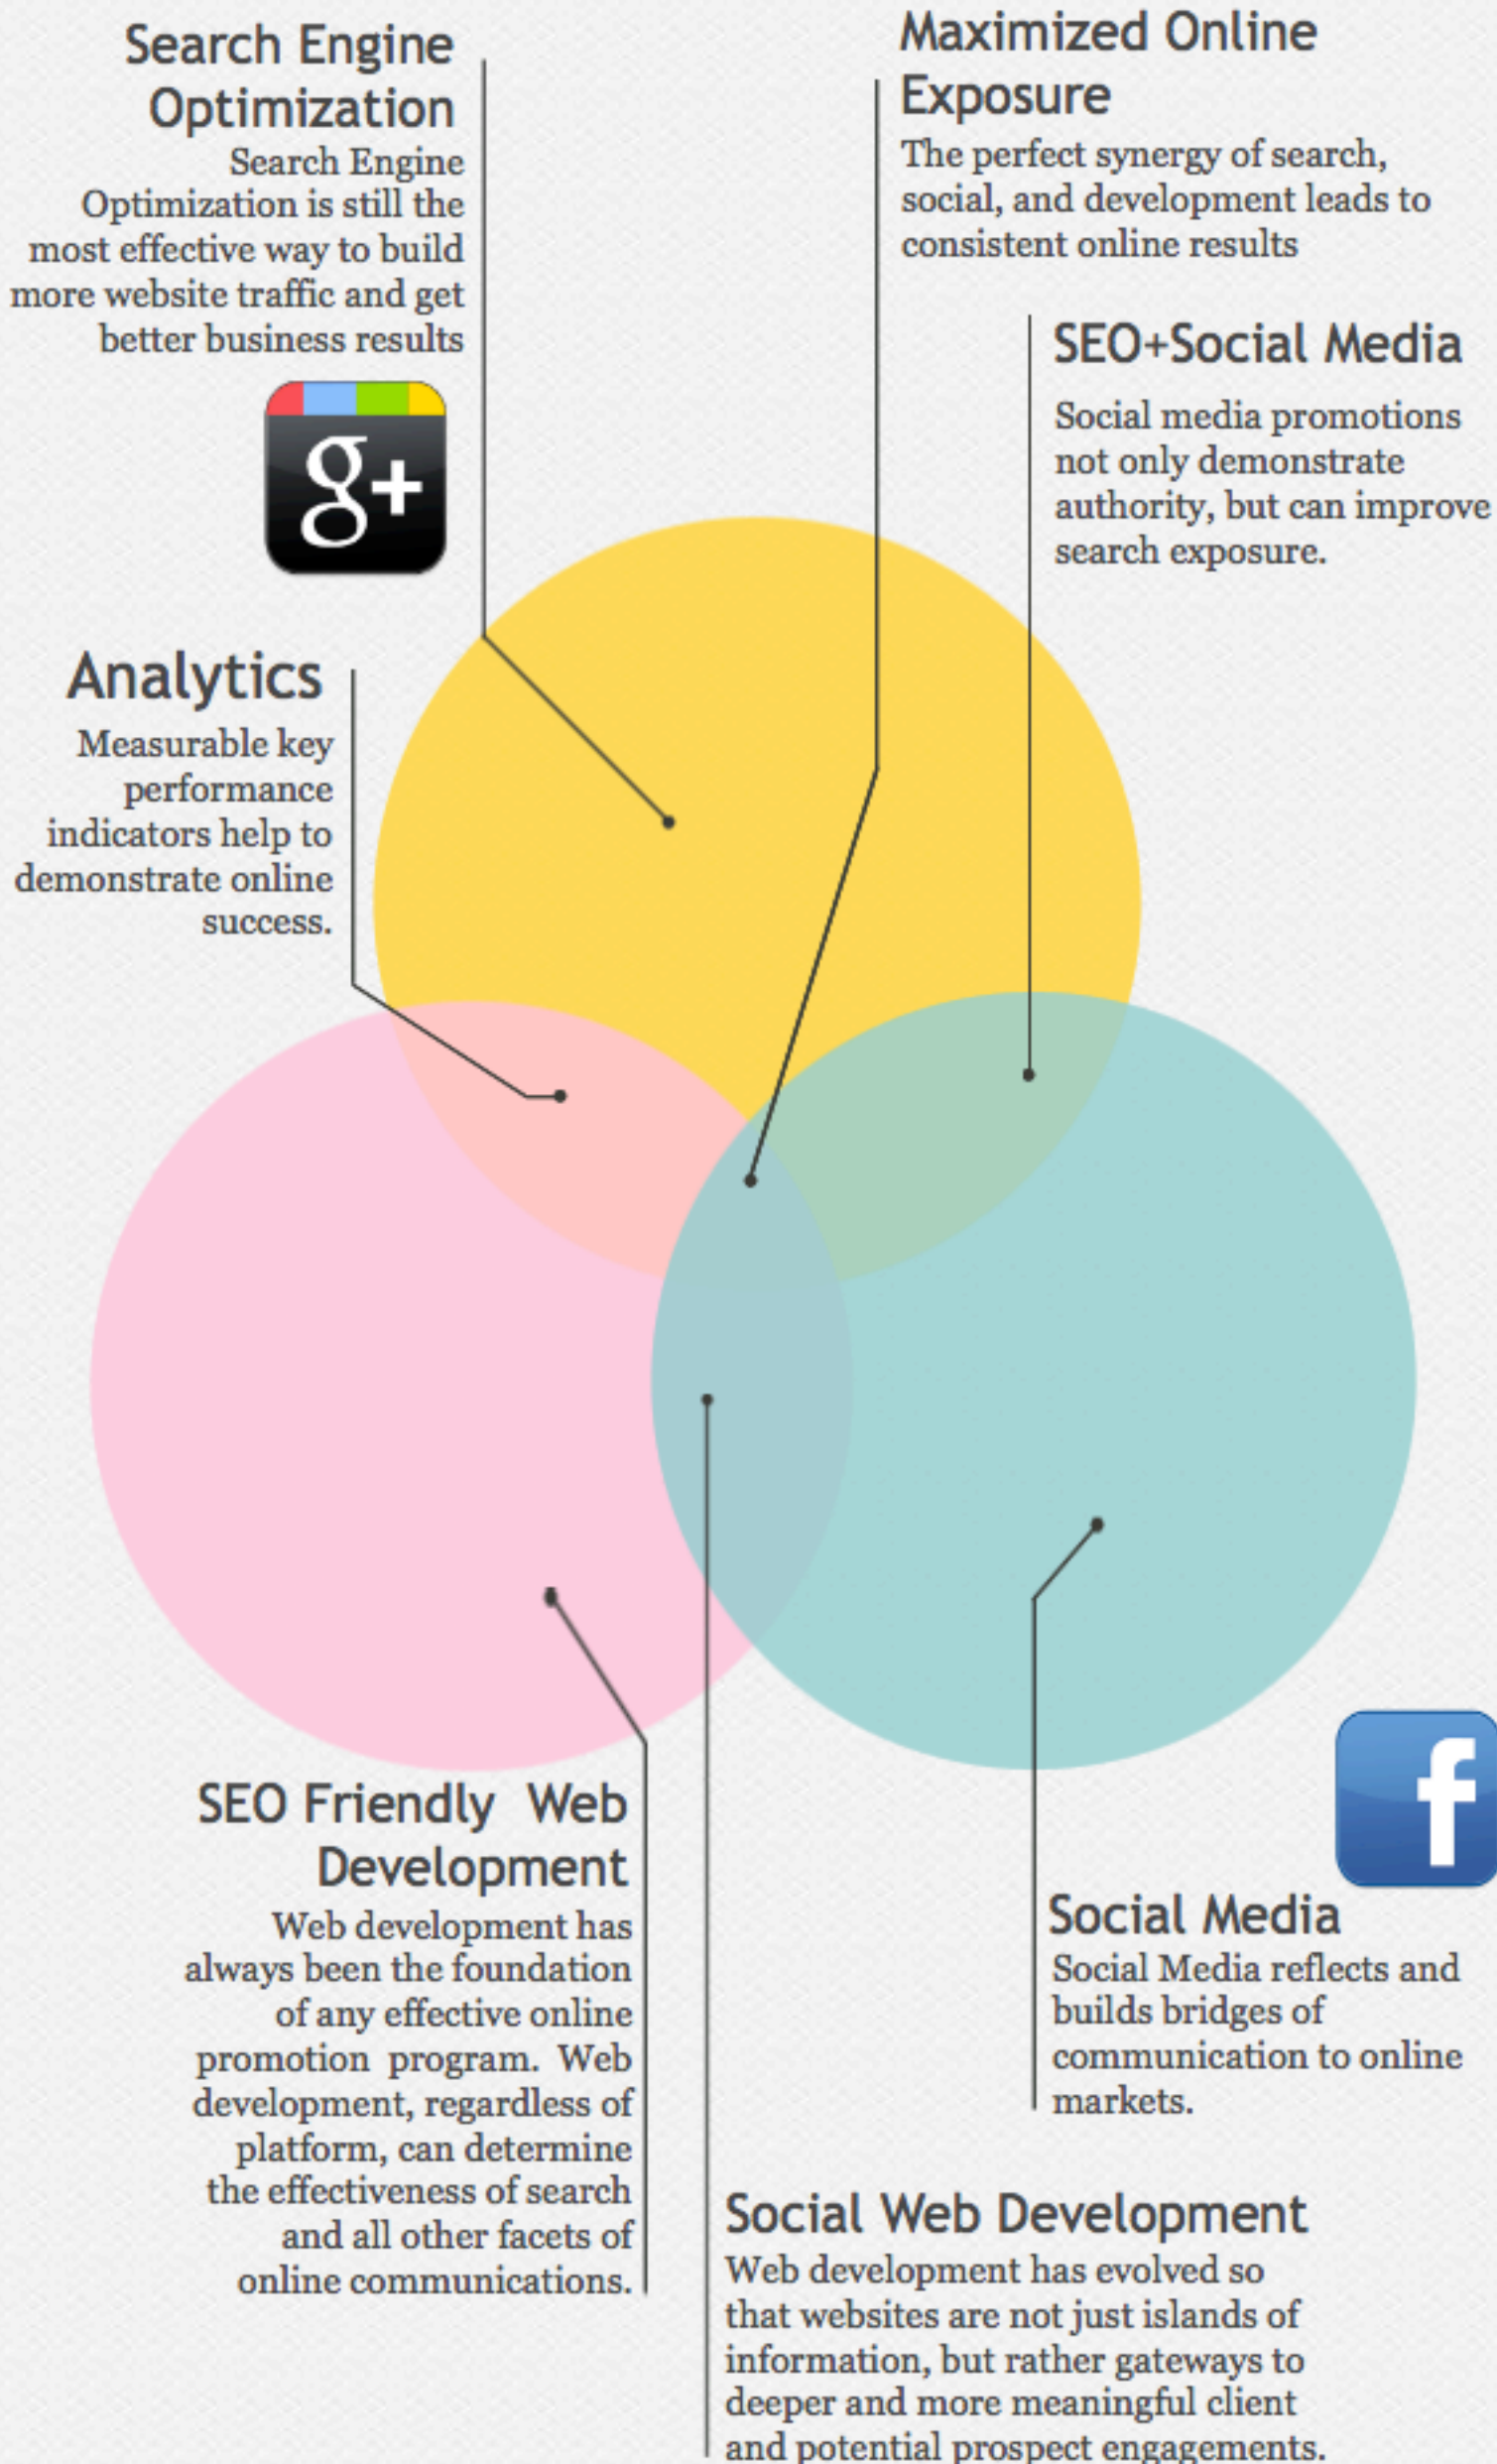 Search Engine
Optimization
Search Engine
Optimization is still the
most effective way to build
more website traffic and get
better business results
g+
Maximized Online
Exposure
The perfect synergy of search,
social, and development leads to
consistent online results
SEO+Social Media
Social media promotions
not only demonstrate
authority, but can improve
search exposure.
Analytics
Measurable key
performance
indicators help to
demonstrate online
success.
SEO Friendly  Web
Development
Web development has
always been the foundation
of any effective online
promotion  program.  Web
development, regardless of
platform, can determine
the effectiveness of search
and all other facets of
online communications.
f
Social Media
Social Media reflects and
builds bridges of
communication to online
markets.
Social Web Development
Web development has evolved so
that websites are not just islands of
information, but rather gateways to
deeper and more meaningful client
and potential prospect engagements.